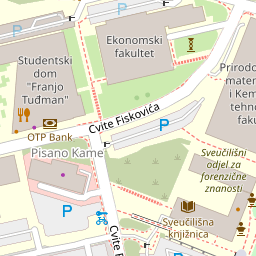 Ekonomski
fakultet
Studentski
dom
"Franjo
Tuđman"
Prirodo
mate
i Kem
tehno
faku
Cvite Fiskovića
OTP Bank
Pisano Kame
P
P
P
P
Sveučilišni
odjel za
forenzične
znanosti
Sveučilišna
knjižnica
Cvite